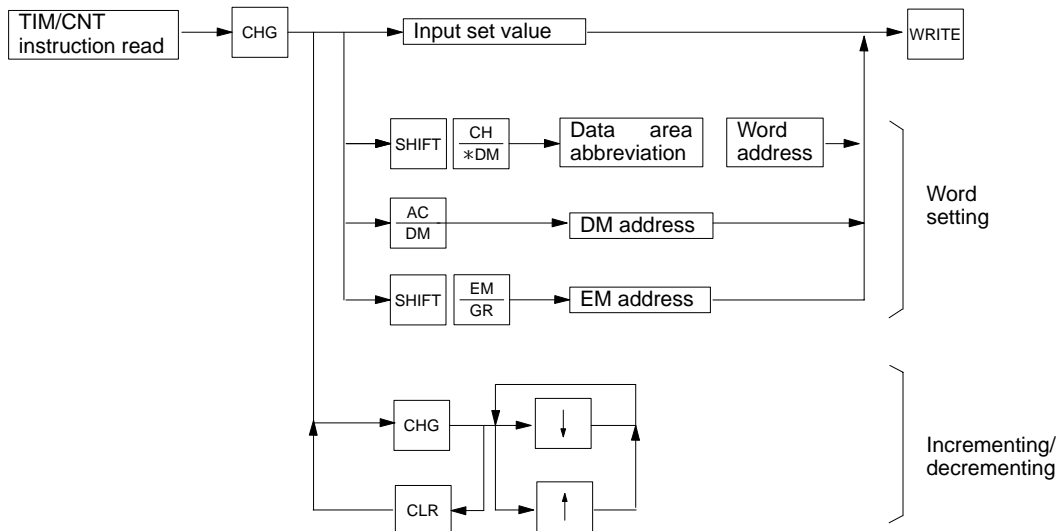 TIM/CNT
instruction read
CHG
Input set value
WRITE
SHIFT
CH
*DM
Data area
abbreviation
Word
address
AC
DM
DM address
SHIFT
EM
GR
EM address
Word
setting
CHG
↓
CLR
↑
Incrementing/
decrementing